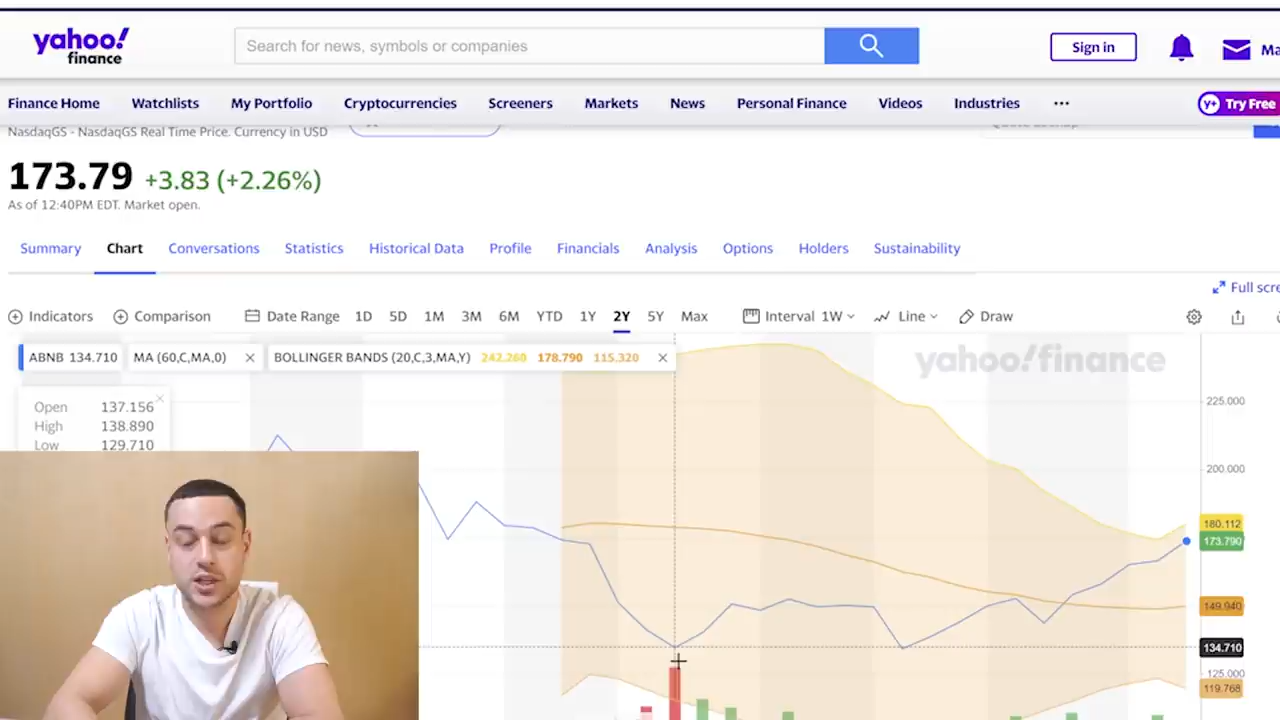 yahoo!
finance
Search for news, symbols or companies
Sign in
Ma
Finance Home Watchlists My Portfolio Cryptocurrencies Screeners Markets News Personal Finance Videos Industries ... y+ Try Free
NasdaqGS - NasdaqGS Real Time Price. Currency in USD
173.79 +3.83 (+2.26%)
As of 12:40PM EDT. Market open.
Summary Chart Conversations Statistics Historical Data Profile Financials Analysis Options Holders Sustainability
Full scre
Indicators Comparison Date Range 1D 5D 1M 3M 6M YTD 1Y 2Y 5Y Max Interval 1W Line Draw
ABNB 134.710 MA (60,C,MA,0) BOLLINGER BANDS (20,C,3,MA,Y) 242.260 178.790 115.320
yahoo!finance
Open 137.156
High 138.890
Low 129.710
225.000
200.000
180.112
173.790
149.940
134.710
125.000
119.768